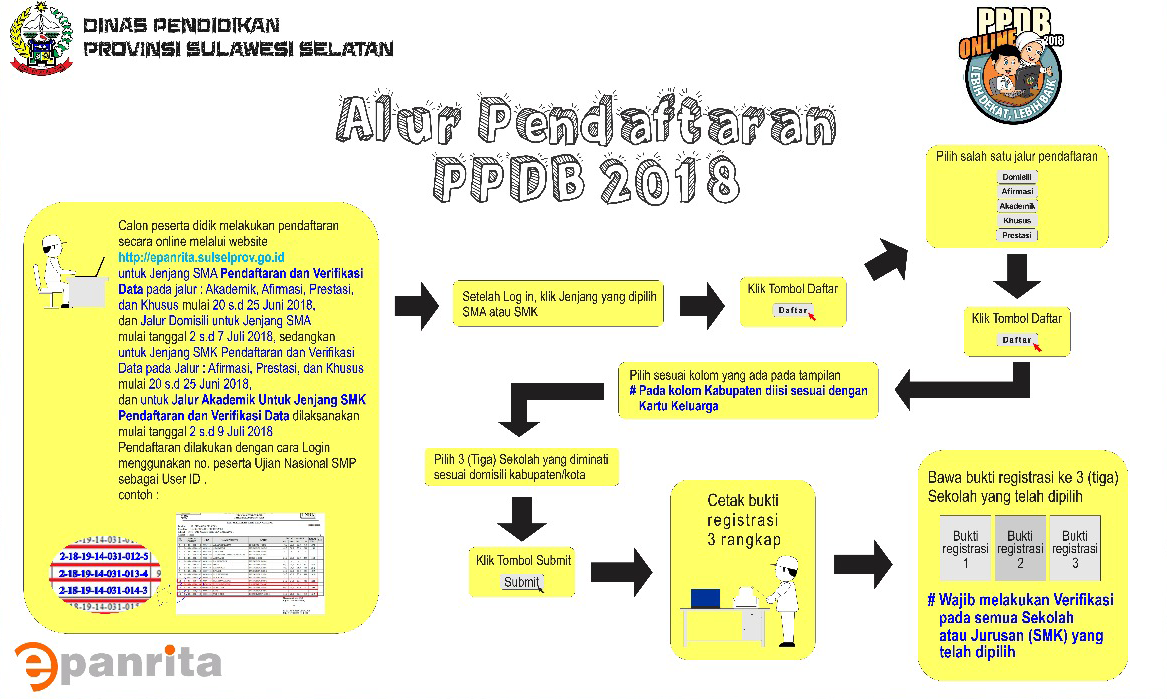 DINAS PENDIDIKAN
PROVINSI SULAWESI SELATAN
PPDB
ONLINE 2018
LEBIH DEKAT, LEBIH BAIK
Alur Pendaftaran
PPDB 2018
Calon peserta didik melakukan pendaftaran
secara online melalui website
http://epanrita.sulselprov.go.id
untuk Jenjang SMA Pendaftaran dan Verifikasi
Data pada jalur : Akademik, Afirmasi, Prestasi,
dan Khusus mulai 20 s.d 25 Juni 2018,
dan Jalur Domisili untuk Jenjang SMA
mulai tanggal 2 s.d 7 Juli 2018, sedangkan
untuk Jenjang SMK Pendaftaran dan Verifikasi
Data pada Jalur : Afirmasi, Prestasi, dan Khusus
mulai 20 s.d 25 Juni 2018,
dan untuk Jalur Akademik Untuk Jenjang SMK
Pendaftaran dan Verifikasi Data dilaksanakan
mulai tanggal 2 s.d 9 Juli 2018
Pendaftaran dilakukan dengan cara Login
menggunakan no. peserta Ujian Nasional SMP
sebagai User ID .
contoh :
2-18-19-14-031-012-5
2-18-19-14-031-013-4
2-18-19-14-031-014-3
Setelah Log in, klik Jenjang yang dipilih
SMA atau SMK
Klik Tombol Daftar
Daftar
Pilih salah satu jalur pendaftaran
Domisili
Afirmasi
Akademik
Khusus
Prestasi
Klik Tombol Daftar
Daftar
Pilih sesuai kolom yang ada pada tampilan
# Pada kolom Kabupaten diisi sesuai dengan
Kartu Keluarga
Pilih 3 (Tiga) Sekolah yang diminati
sesuai domisili kabupaten/kota
Klik Tombol Submit
Submit
Cetak bukti
registrasi
3 rangkap
Bawa bukti registrasi ke 3 (tiga)
Sekolah yang telah dipilih
Bukti registrasi 1
Bukti registrasi 2
Bukti registrasi 3
# Wajib melakukan Verifikasi
pada semua Sekolah
atau Jurusan (SMK) yang
telah dipilih
epanrita